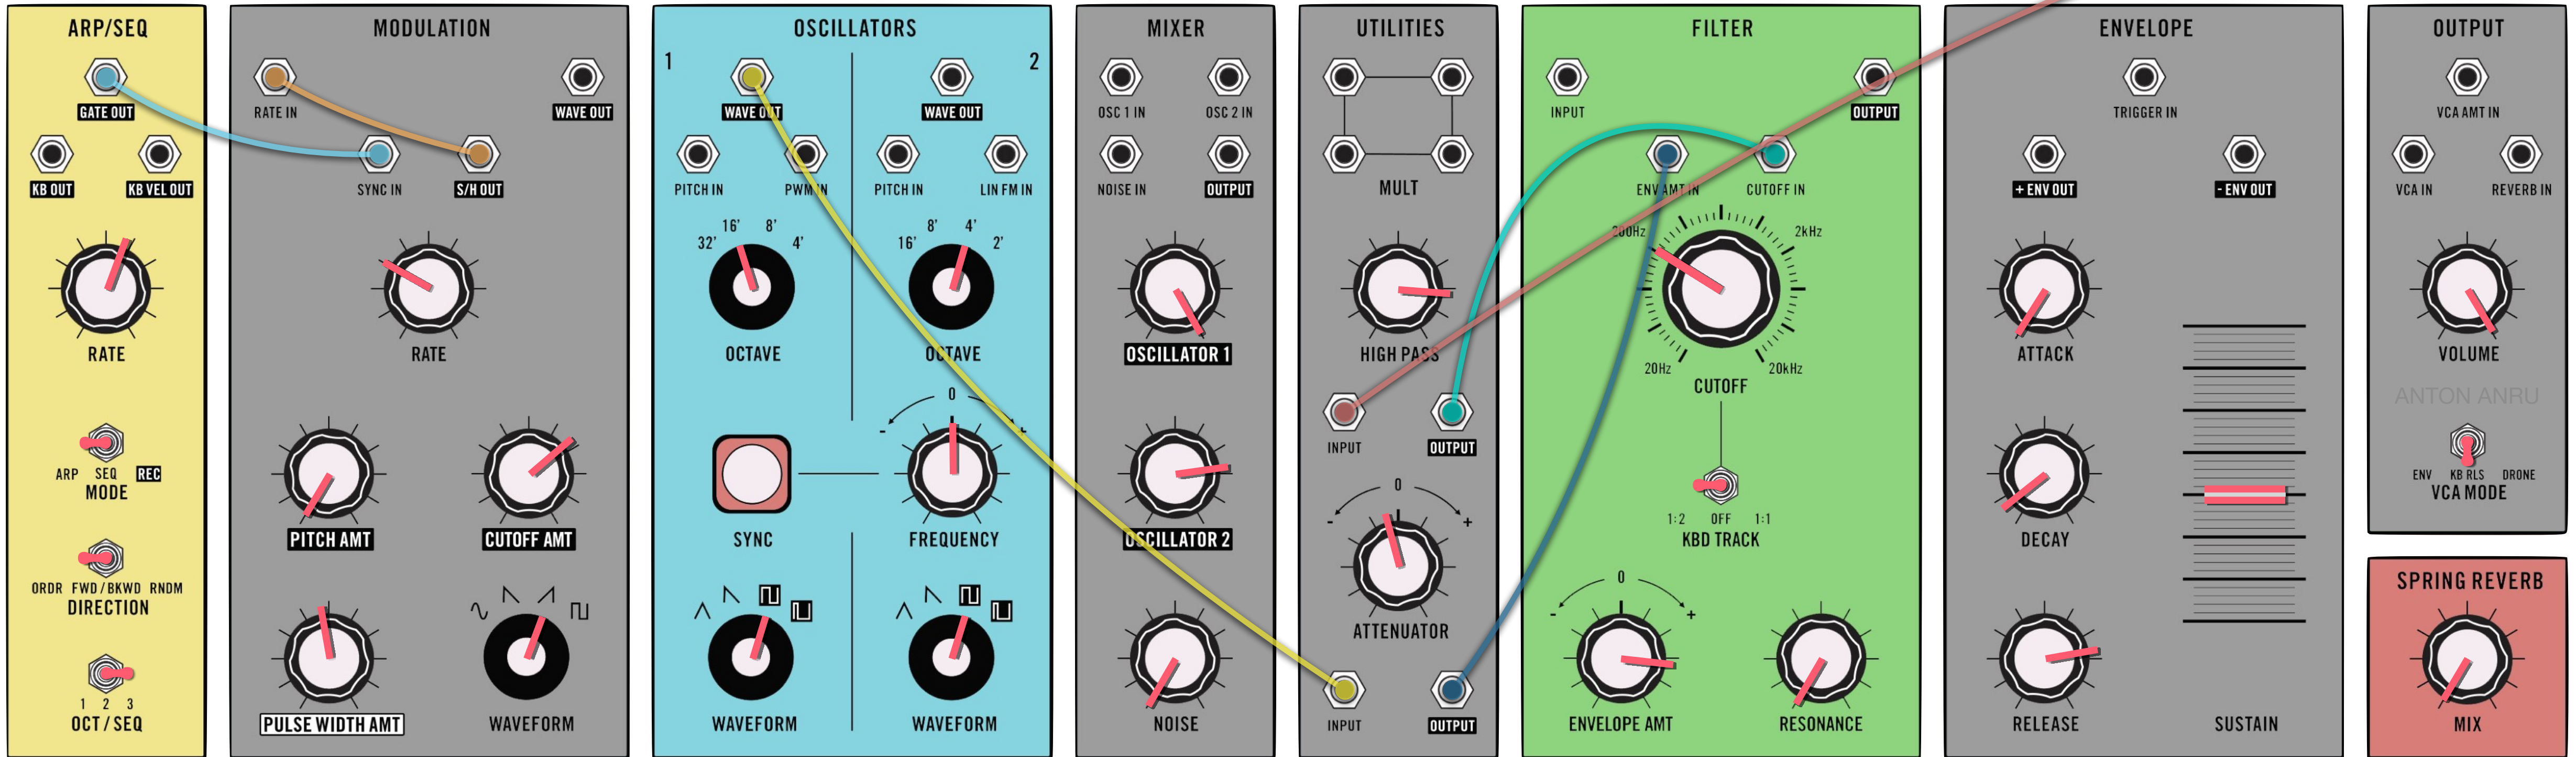 ARP/SEQ
GATE OUT
KB OUT KB VEL OUT
RATE
ARP SEQ REC
MODE
ORDR FWD/BKWD RNDM
DIRECTION
1 2 3
OCT/SEQ
MODULATION
RATE IN WAVE OUT
SYNC IN S/H OUT
RATE
PITCH AMT CUTOFF AMT
PULSE WIDTH AMT WAVEFORM
OSCILLATORS
1 2
WAVE OUT WAVE OUT
PITCH IN PWM IN PITCH IN LIN FM IN
32' 16' 8' 4' 16' 8' 4' 2'
OCTAVE OCTAVE
- 0 +
SYNC FREQUENCY
WAVEFORM WAVEFORM
MIXER
OSC 1 IN OSC 2 IN
NOISE IN OUTPUT
OSCILLATOR 1
OSCILLATOR 2
NOISE
UTILITIES
MULT
HIGH PASS
INPUT OUTPUT
- 0 +
ATTENUATOR
INPUT OUTPUT
FILTER
INPUT OUTPUT
ENV AMT IN CUTOFF IN
200Hz 2kHz
20Hz 20kHz
CUTOFF
1:2 OFF 1:1
KBD TRACK
- 0 +
ENVELOPE AMT RESONANCE
ENVELOPE
TRIGGER IN
+ ENV OUT - ENV OUT
ATTACK
DECAY
RELEASE SUSTAIN
OUTPUT
VCA AMT IN
VCA IN REVERB IN
VOLUME
ANTON ANRU
ENV KB RLS DRONE
VCA MODE
SPRING REVERB
MIX